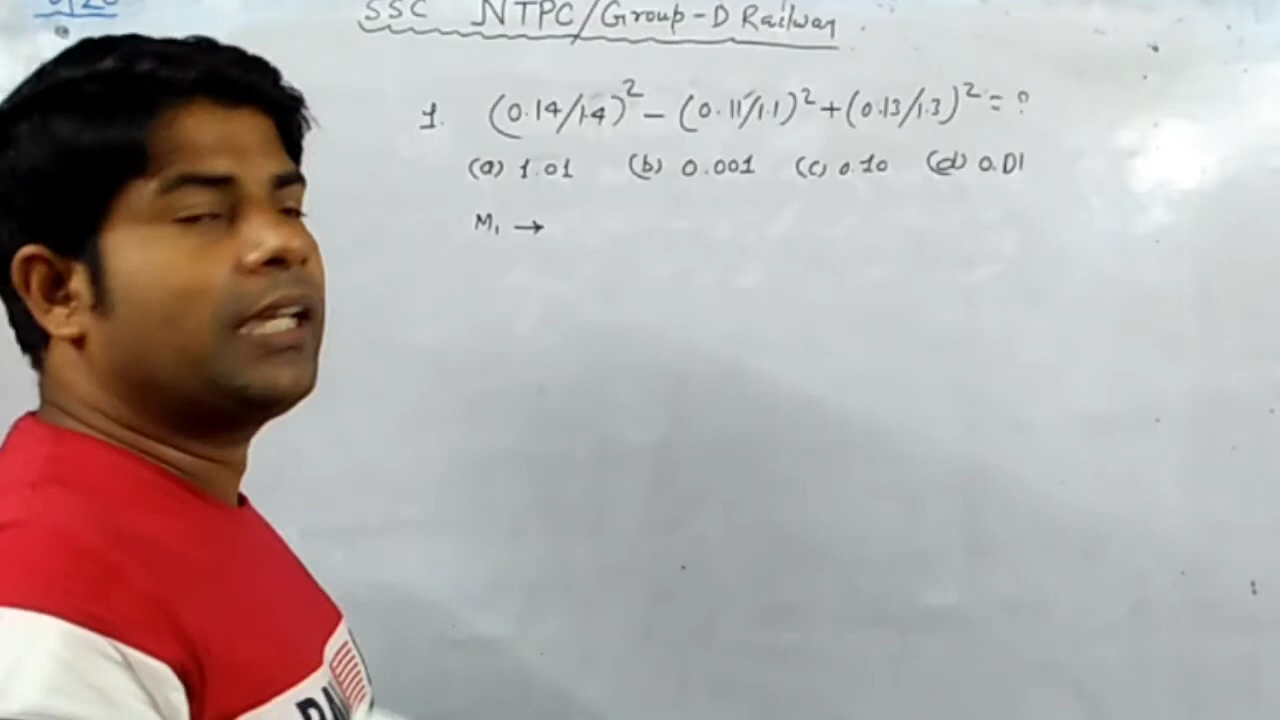 SSC NTPC/Group-D Railway
1. (0.14/1.4)² - (0.11/1.1)² + (0.13/1.3)² = ?
(a) 1.01 (b) 0.001 (c) 0.10 (d) 0.01
M₁ →